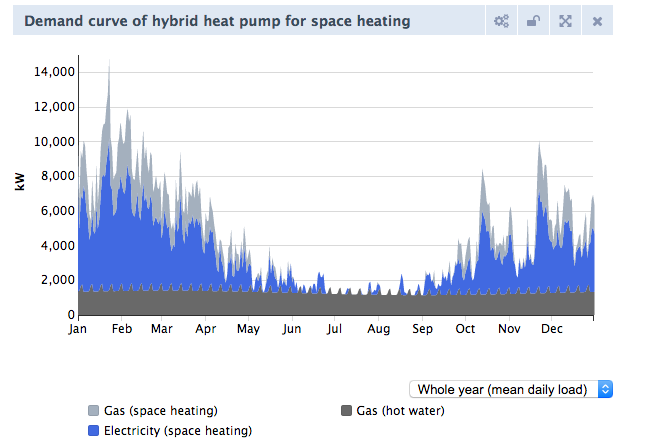 Demand curve of hybrid heat pump for space heating
14,000
12,000
10,000
8,000
6,000
4,000
2,000
0
kW
Jan Feb Mar Apr May Jun Jul Aug Sep Oct Nov Dec
Whole year (mean daily load)
Gas (space heating) Gas (hot water)
Electricity (space heating)